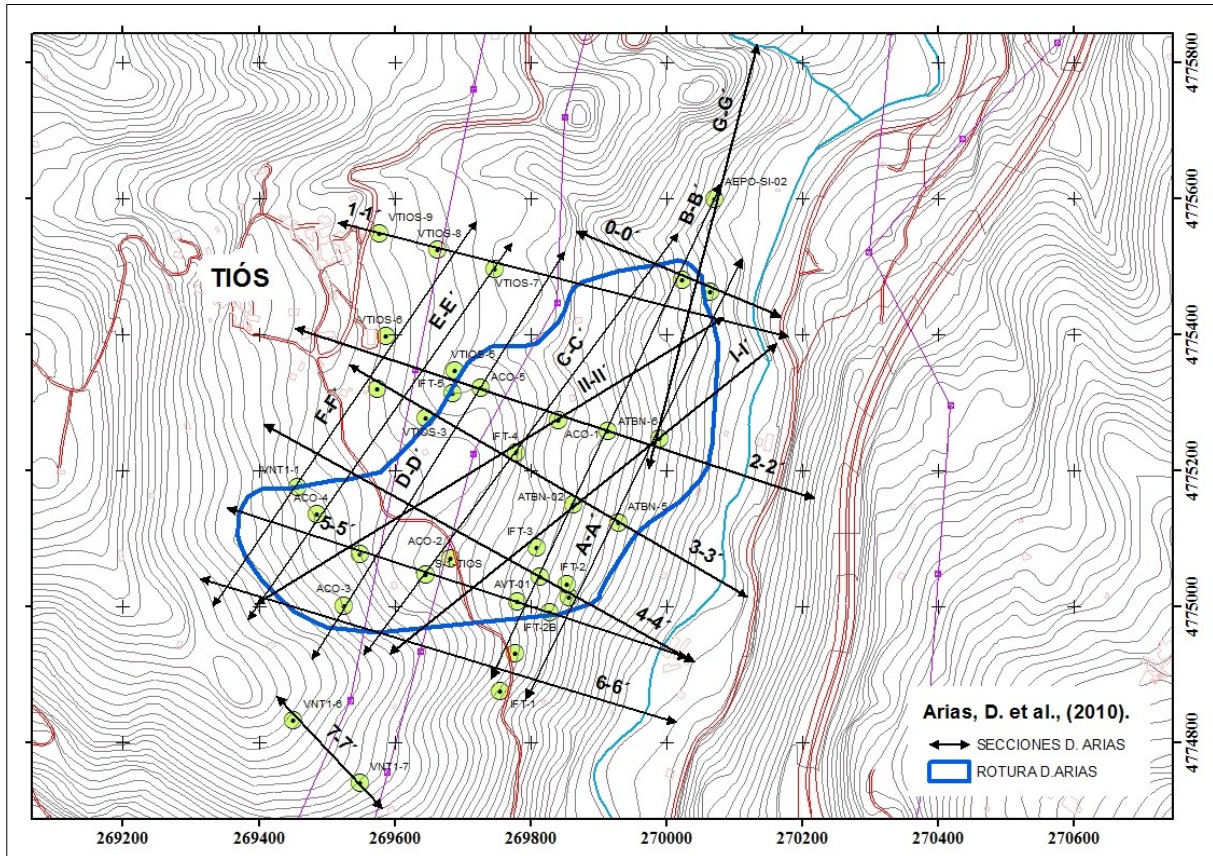 G-G´
AEPO-SI-02
B-B´
0-0´
1-1´
VTIOS-9
VTIOS-8
VTIOS-7
E-E´
TIÓS
VTIOS-6
C-C´
I-I´
VTIOS-5
IFT-5
ACO-5
II-II´
F-F´
VTIOS-3
IFT-4
ACO-1
ATBN-6
2-2´
D-D´
VNT1-1
ACO-4
5-5´
ATBN-02
ATBN-5
A-A´
3-3´
ACO-2
IFT-3
S-1-TIOS
AVT-01
IFT-2
ACO-3
IFT-2B
4-4´
6-6´
IFT-1
VNT1-6
7-7´
VNT1-7
Arias, D. et al., (2010).
SECCIONES D. ARIAS
ROTURA D.ARIAS
4775800
4775600
4775400
4775200
4775000
4774800
269200
269400
269600
269800
270000
270200
270400
270600